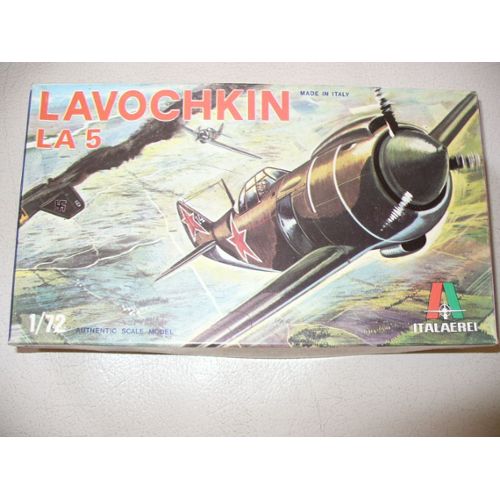 LAVOCHKIN
MADE IN ITALY
LA 5
1/72
AUTHENTIC SCALE MODEL
ITALAEREI